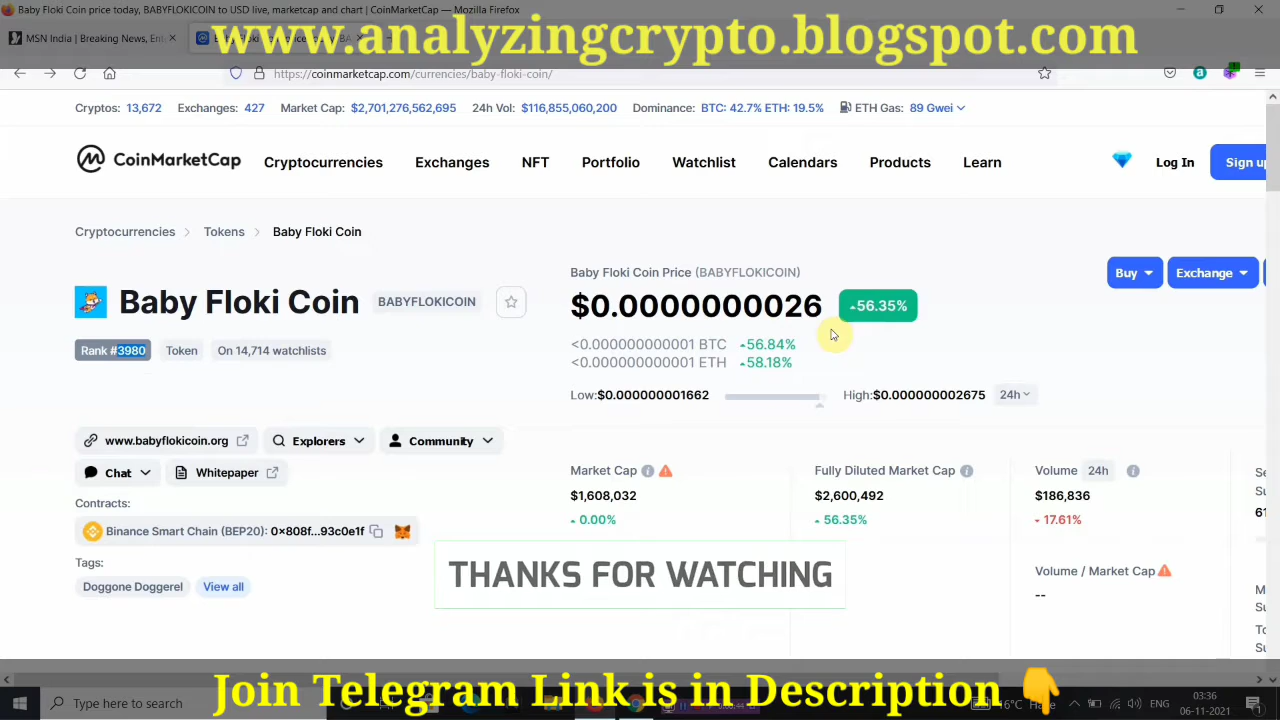 Baby Floki Coin price today, BABYFLOKICOIN to USD live, marketcap and chart | CoinMarketCap — Mozilla Firefox
www.analyzingcrypto.blogspot.com
MSN India | Breaking News, Ent
https://coinmarketcap.com/currencies/baby-floki-coin/
Cryptos: 13,672 Exchanges: 427 Market Cap: $2,701,276,562,695 24h Vol: $116,855,060,200 Dominance: BTC: 42.7% ETH: 19.5% ETH Gas: 89 Gwei
CoinMarketCap Cryptocurrencies Exchanges NFT Portfolio Watchlist Calendars Products Learn Log In Sign up
Cryptocurrencies Tokens Baby Floki Coin
Baby Floki Coin Price (BABYFLOKICOIN)
Buy Exchange
Baby Floki Coin BABYFLOKICOIN
$0.0000000026 56.35%
Rank #3980 Token On 14,714 watchlists
<0.000000000001 BTC 56.84%
<0.000000000001 ETH 58.18%
Low:$0.000000001662 High:$0.000000002675 24h
www.babyflokicoin.org Explorers Community
Chat Whitepaper
Market Cap Fully Diluted Market Cap Volume 24h
$1,608,032 $2,600,492 $186,836
0.00% 56.35% 17.61%
Contracts:
Binance Smart Chain (BEP20): 0x808f...93c0e1f
Tags:
Doggone Doggerel View all
Volume / Market Cap
--
THANKS FOR WATCHING
Join Telegram Link is in Description 👇
Type here to search
16°C
ENG
03:36
06-11-2021